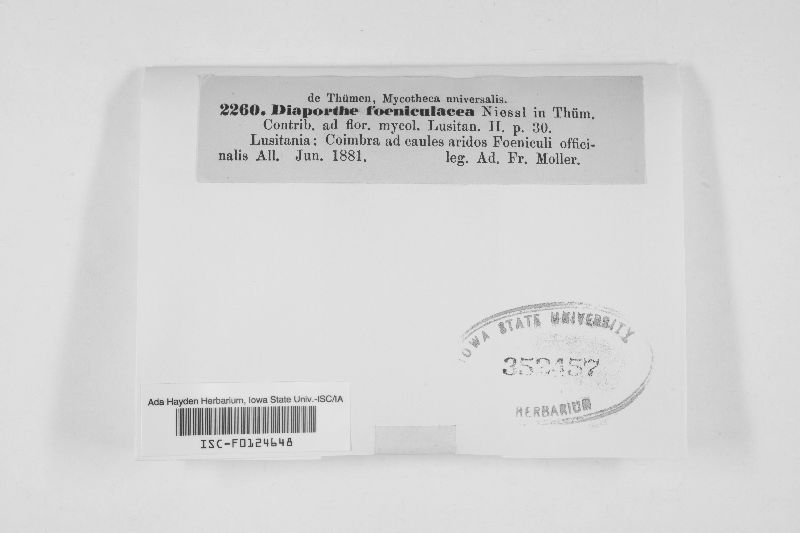 de Thümen, Mycotheca universalis.
2260. Diaporthe foeniculacea Niessl in Thüm.
Contrib. ad flor. mycol. Lusitan. II. p. 30.
Lusitania: Coimbra ad caules aridos Foeniculi offici-
nalis All. Jun. 1881. leg. Ad. Fr. Moller.
IOWA STATE UNIVERSITY
352457
HERBARIUM
Ada Hayden Herbarium, Iowa State Univ.-ISC/IA
ISC-F0124648